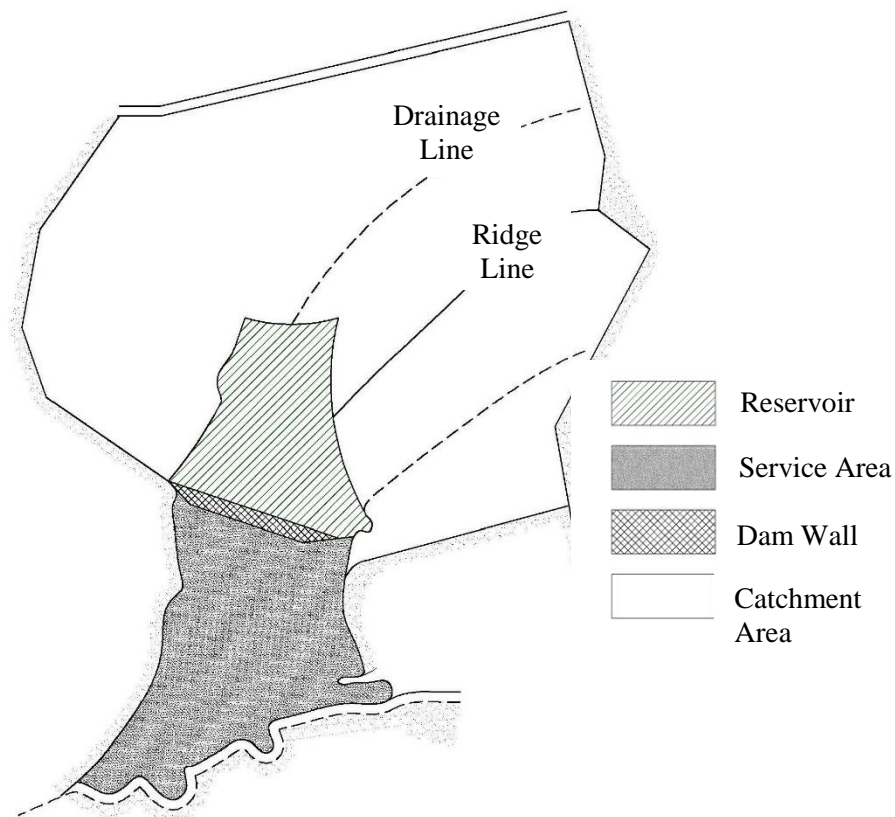 Drainage
Line
Ridge
Line
Reservoir
Service Area
Dam Wall
Catchment
Area